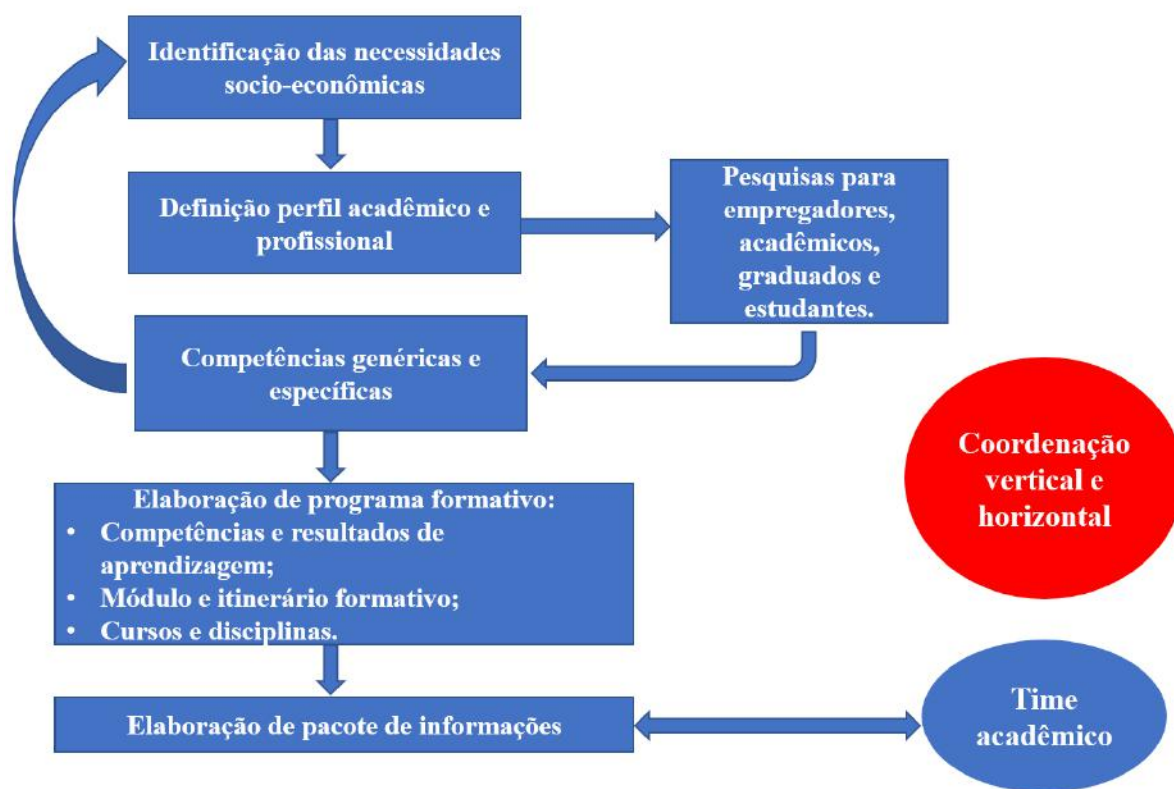 Identificação das necessidades
socio-econômicas
Definição perfil acadêmico e
profissional
Pesquisas para
empregadores,
acadêmicos,
graduados e
estudantes.
Competências genéricas e
específicas
Coordenação
vertical e
horizontal
Elaboração de programa formativo:
• Competências e resultados de
aprendizagem;
• Módulo e itinerário formativo;
• Cursos e disciplinas.
Elaboração de pacote de informações
Time
acadêmico